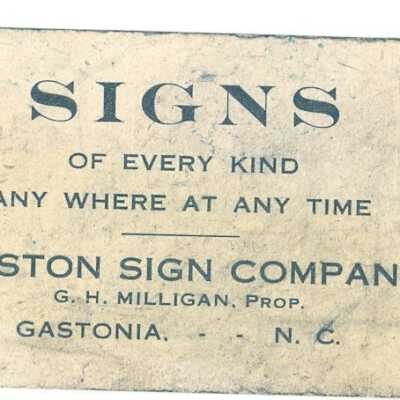 SIGNS
OF EVERY KIND
ANY WHERE AT ANY TIME
STON SIGN COMPAN
G. H. MILLIGAN, PROP.
GASTONIA, - - N. C.